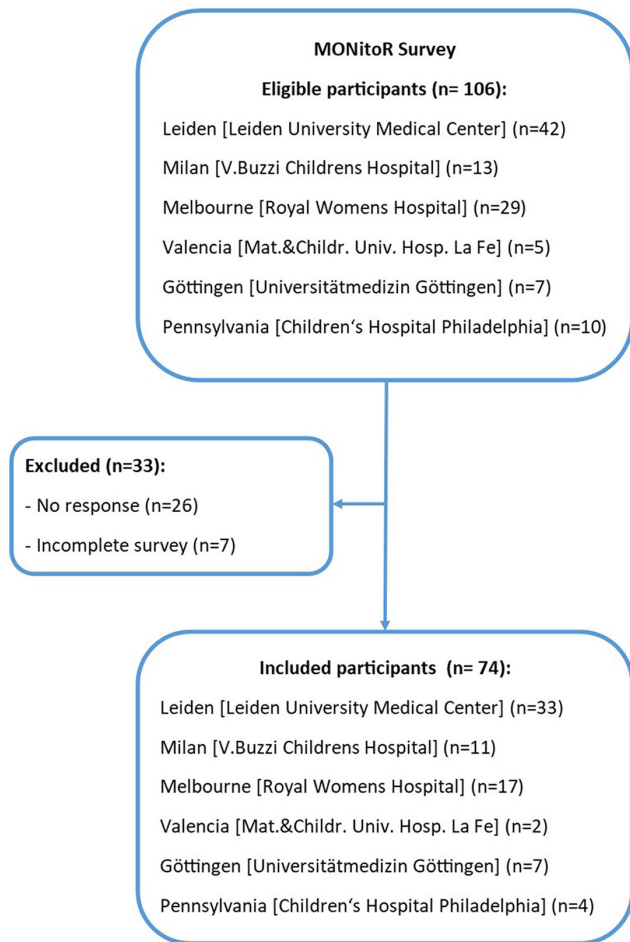 MONitoR Survey
Eligible participants (n= 106):
Leiden [Leiden University Medical Center] (n=42)
Milan [V.Buzzi Childrens Hospital] (n=13)
Melbourne [Royal Womens Hospital] (n=29)
Valencia [Mat.&Childr. Univ. Hosp. La Fe] (n=5)
Göttingen [Universitätmedizin Göttingen] (n=7)
Pennsylvania [Children‘s Hospital Philadelphia] (n=10)
Excluded (n=33):
- No response (n=26)
- Incomplete survey (n=7)
Included participants (n= 74):
Leiden [Leiden University Medical Center] (n=33)
Milan [V.Buzzi Childrens Hospital] (n=11)
Melbourne [Royal Womens Hospital] (n=17)
Valencia [Mat.&Childr. Univ. Hosp. La Fe] (n=2)
Göttingen [Universitätmedizin Göttingen] (n=7)
Pennsylvania [Children‘s Hospital Philadelphia] (n=4)